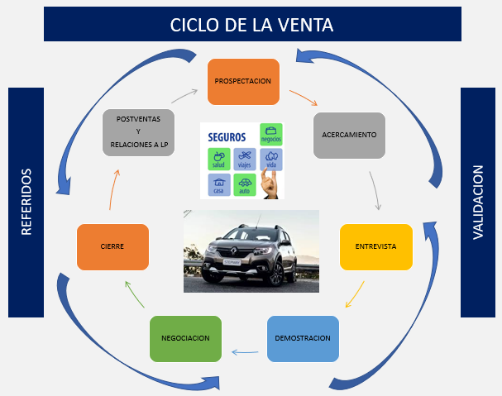 CICLO DE LA VENTA
PROSPECTACION
ACERCAMIENTO
ENTREVISTA
DEMOSTRACION
NEGOCIACION
CIERRE
POSTVENTAS
Y
RELACIONES A LP
SEGUROS
negocios
salud
viajes
vida
casa
auto
REFERIDOS
VALIDACION